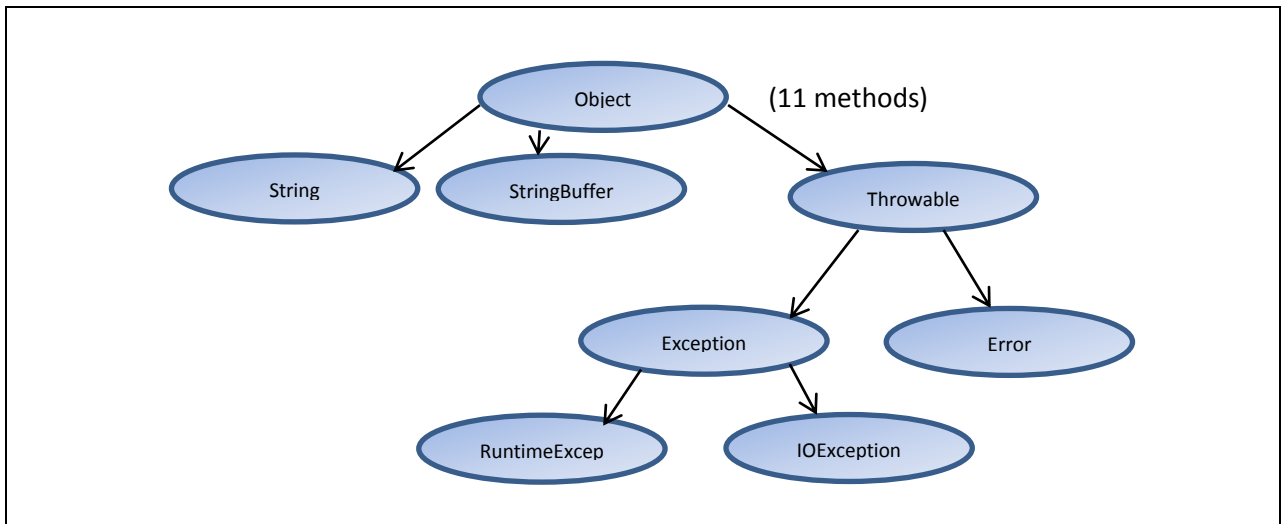 Object
(11 methods)
String
StringBuffer
Throwable
Exception
Error
RuntimeExcep
IOException